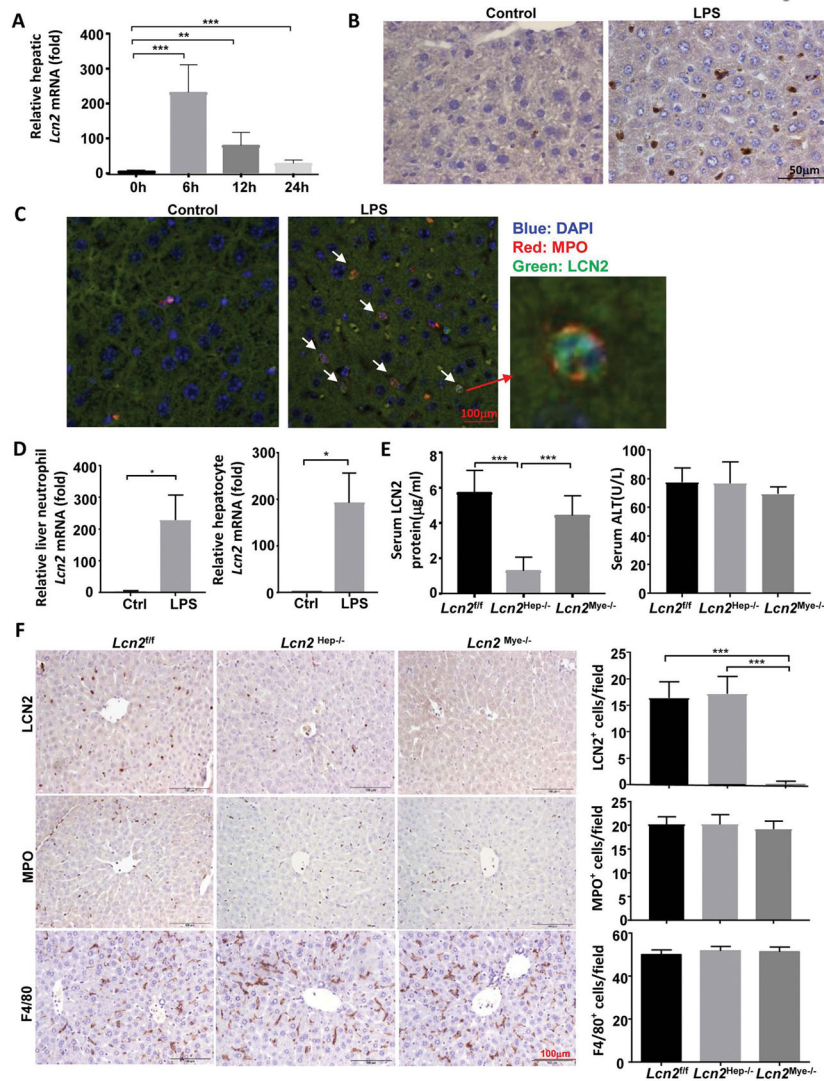 A
Relative hepatic
Lcn2 mRNA (fold)
400
300
200
100
0
***
**
***
0h 6h 12h 24h
B
Control LPS
50μm
C
Control LPS
100μm
Blue: DAPI
Red: MPO
Green: LCN2
D
Relative liver neutrophil
Lcn2 mRNA (fold)
400
300
200
100
0
*
Ctrl LPS
Relative hepatocyte
Lcn2 mRNA (fold)
300
200
100
0
*
Ctrl LPS
E
Serum LCN2
protein(μg/ml)
8
6
4
2
0
*** ***
Lcn2f/f Lcn2Hep-/- Lcn2Mye-/-
Serum ALT(U/L)
100
80
60
40
20
0
Lcn2f/f Lcn2Hep-/- Lcn2Mye-/-
F
Lcn2f/f Lcn2 Hep-/- Lcn2 Mye-/-
LCN2
MPO
F4/80
100μm
LCN2+ cells/field
25
20
15
10
5
0
***
***
MPO+ cells/field
25
20
15
10
5
0
F4/80+ cells/field
60
40
20
0
Lcn2f/f Lcn2Hep-/- Lcn2Mye-/-